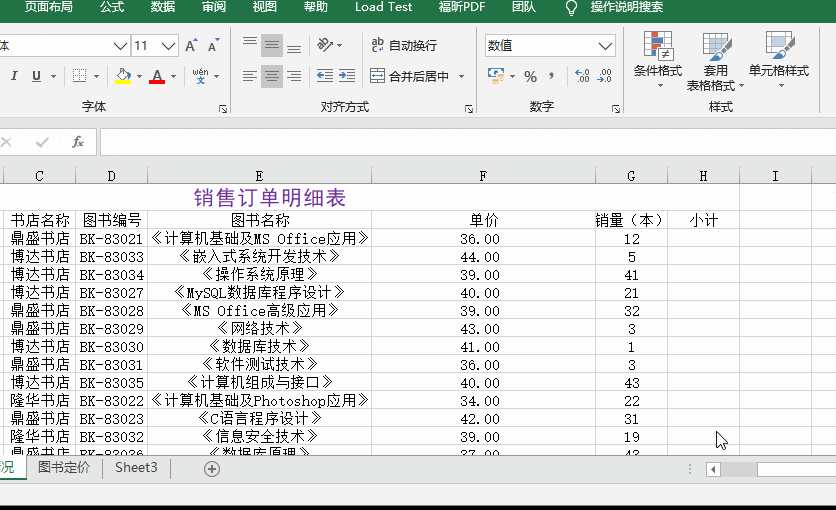 页面布局 公式 数据 审阅 视图 帮助 Load Test 福昕PDF 团队 操作说明搜索
体 11 A A ab c 自动换行 数值
I U A wén 文 合并后居中 % , 条件格式 套用 表格格式 单元格样式
字体 对齐方式 数字 样式
fx
C D E F G H I
销售订单明细表
书店名称 图书编号 图书名称 单价 销量（本） 小计
鼎盛书店 BK-83021 《计算机基础及MS Office应用》 36.00 12
博达书店 BK-83033 《嵌入式系统开发技术》 44.00 5
博达书店 BK-83034 《操作系统原理》 39.00 41
博达书店 BK-83027 《MySQL数据库程序设计》 40.00 21
鼎盛书店 BK-83028 《MS Office高级应用》 39.00 32
鼎盛书店 BK-83029 《网络技术》 43.00 3
博达书店 BK-83030 《数据库技术》 41.00 1
鼎盛书店 BK-83031 《软件测试技术》 36.00 3
博达书店 BK-83035 《计算机组成与接口》 40.00 43
隆华书店 BK-83022 《计算机基础及Photoshop应用》 34.00 22
鼎盛书店 BK-83023 《C语言程序设计》 42.00 31
隆华书店 BK-83032 《信息安全技术》 39.00 19
鼎盛书店 BK-83036 《数据库原理》 37.00 43
况 图书定价 Sheet3